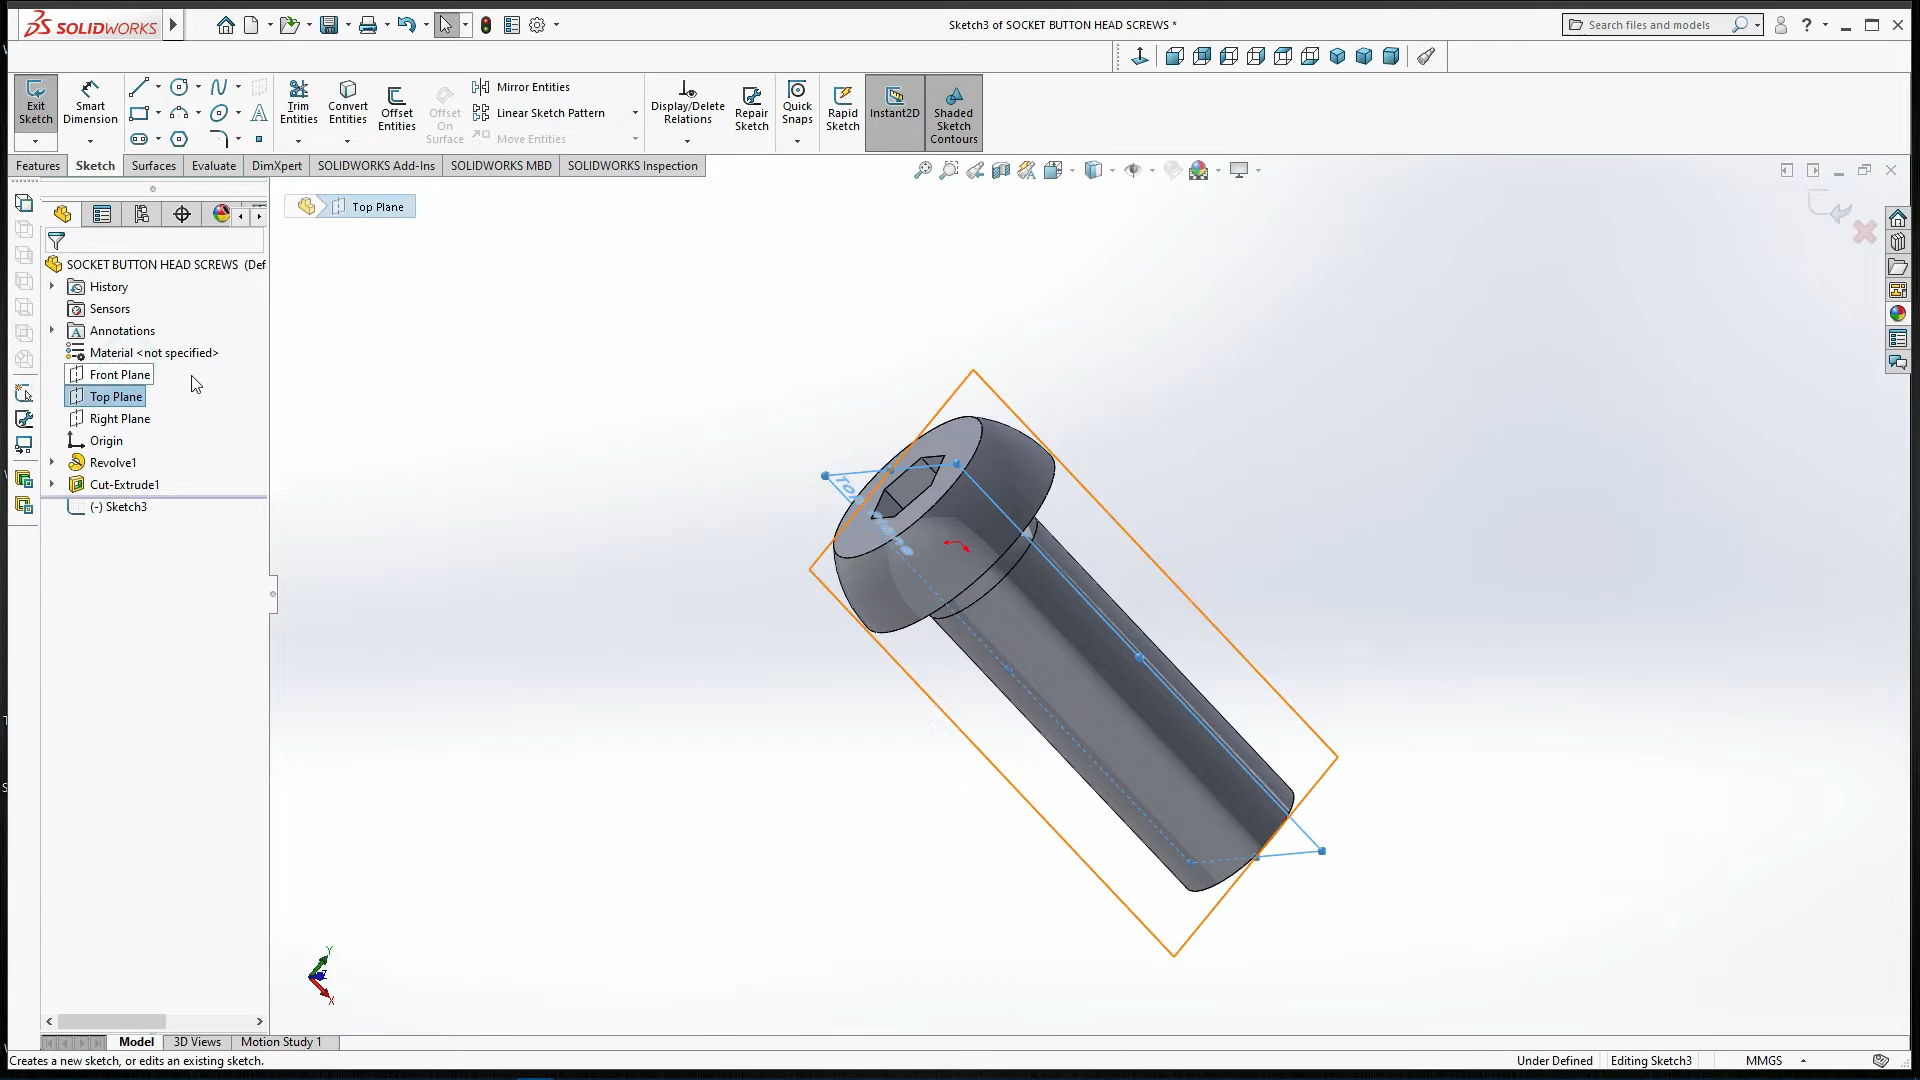 SOLIDWORKS
Sketch3 of SOCKET BUTTON HEAD SCREWS *
Search files and models
?
Exit Sketch
Smart Dimension
Trim Entities
Convert Entities
Offset Entities
Offset On Surface
Mirror Entities
Linear Sketch Pattern
Move Entities
Display/Delete Relations
Repair Sketch
Quick Snaps
Rapid Sketch
Instant2D
Shaded Sketch Contours
Features
Sketch
Surfaces
Evaluate
DimXpert
SOLIDWORKS Add-Ins
SOLIDWORKS MBD
SOLIDWORKS Inspection
Top Plane
SOCKET BUTTON HEAD SCREWS (Def
History
Sensors
Annotations
Material <not specified>
Front Plane
Top Plane
Right Plane
Origin
Revolve1
Cut-Extrude1
(-) Sketch3
Top Plane
Y
Z
X
Model
3D Views
Motion Study 1
Creates a new sketch, or edits an existing sketch.
Under Defined
Editing Sketch3
MMGS